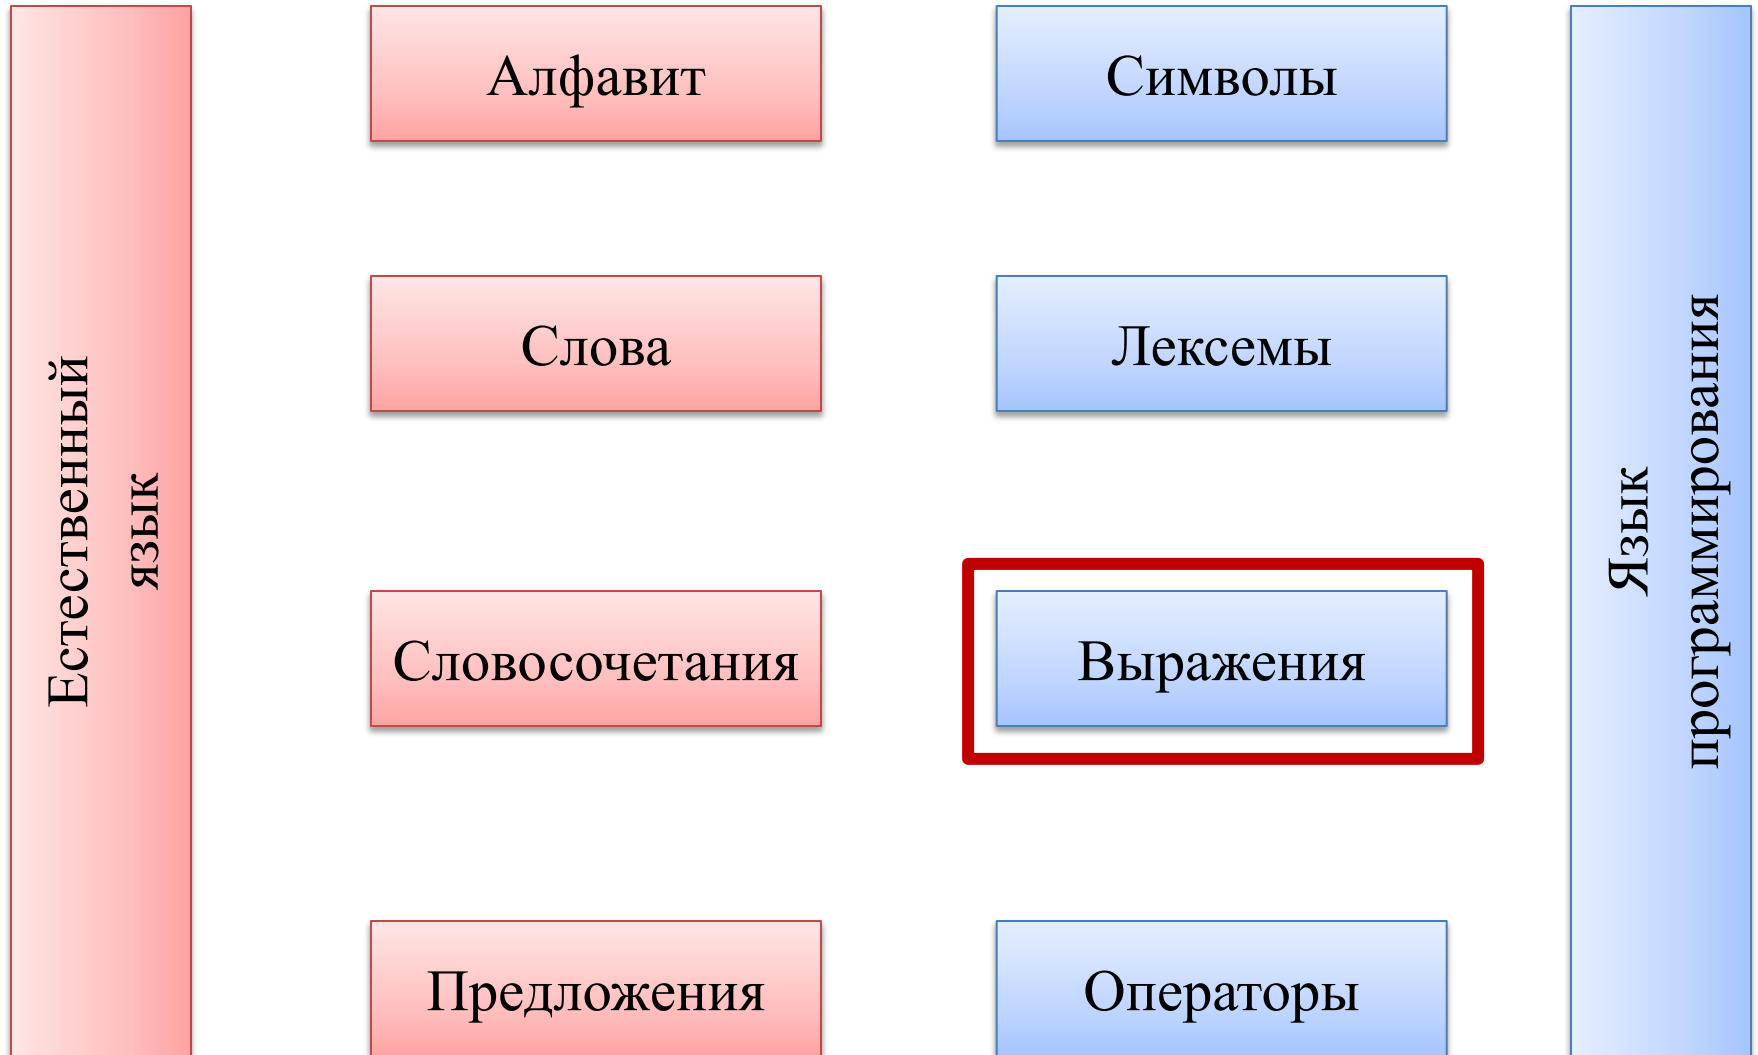 Естественный
язык
Алфавит
Символы
Слова
Лексемы
Словосочетания
Выражения
Предложения
Операторы
Язык
программирования